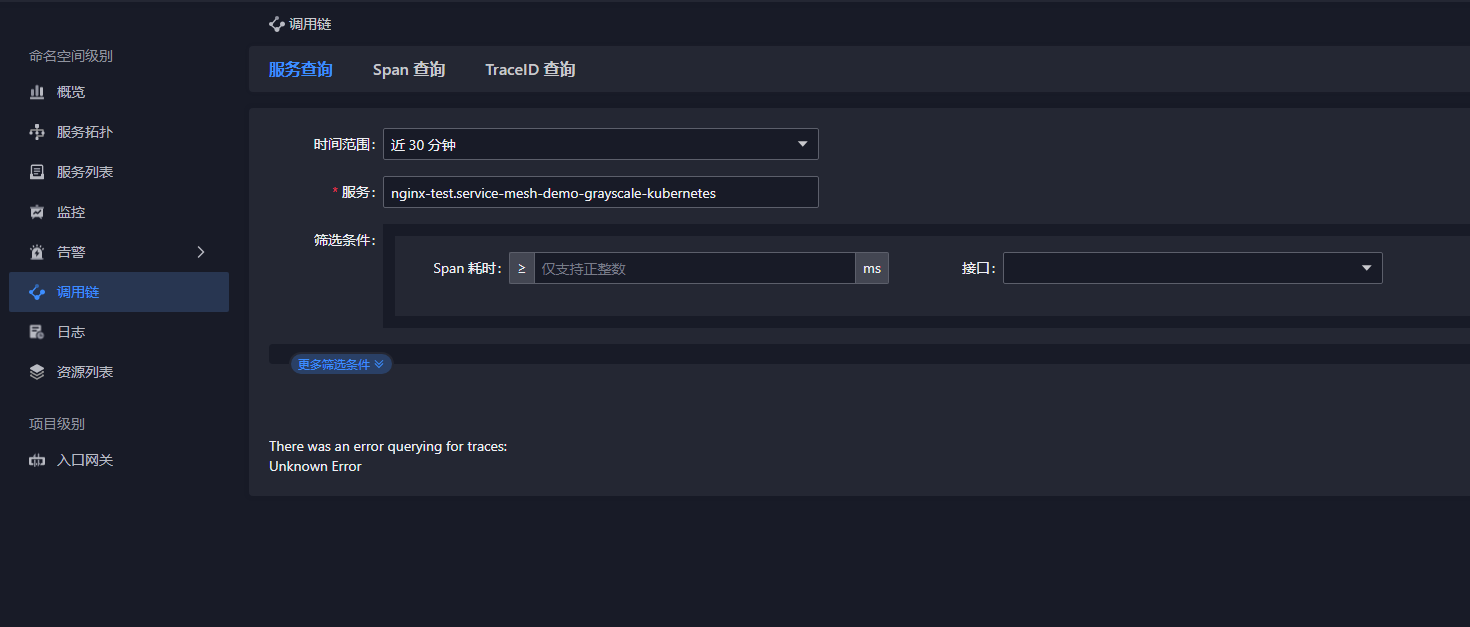 调用链
命名空间级别
概览
服务拓扑
服务列表
监控
告警
调用链
日志
资源列表
项目级别
入口网关
服务查询 Span 查询 TraceID 查询
时间范围: 近 30 分钟
* 服务: nginx-test.service-mesh-demo-grayscale-kubernetes
筛选条件:
Span 耗时: ≥ 仅支持正整数 ms 接口:
更多筛选条件
There was an error querying for traces:
Unknown Error